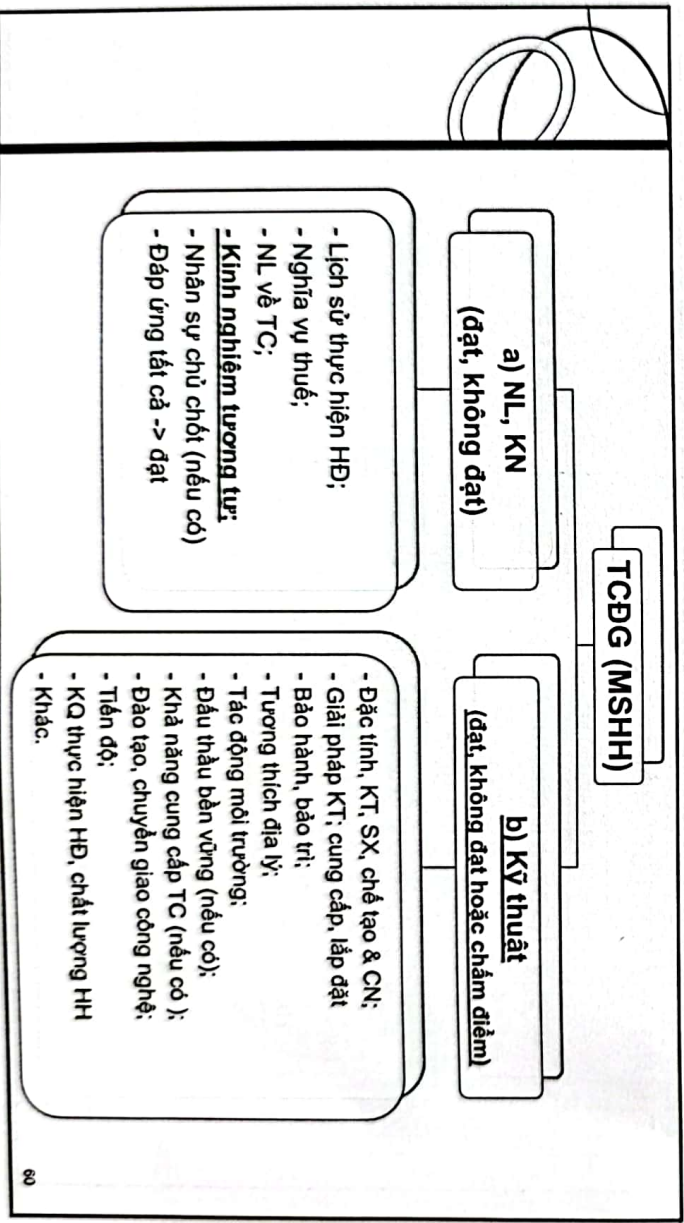 TCĐG (MSHH)
a) NL, KN
(đạt, không đạt)
- Lịch sử thực hiện HĐ;
- Nghĩa vụ thuế;
- NL về TC;
- Kinh nghiệm tương tự;
- Nhân sự chủ chốt (nếu có)
- Đáp ứng tất cả -> đạt
b) Kỹ thuật
(đạt, không đạt hoặc chấm điểm)
- Đặc tính, KT, SX, chế tạo & CN;
- Giải pháp KT; cung cấp, lắp đặt
- Bảo hành, bảo trì;
- Tương thích địa lý;
- Tác động môi trường;
- Đấu thầu bền vững (nếu có);
- Khả năng cung cấp TC (nếu có );
- Đào tạo, chuyển giao công nghệ;
- Tiến độ;
- KQ thực hiện HĐ, chất lượng HH
- Khác.
60